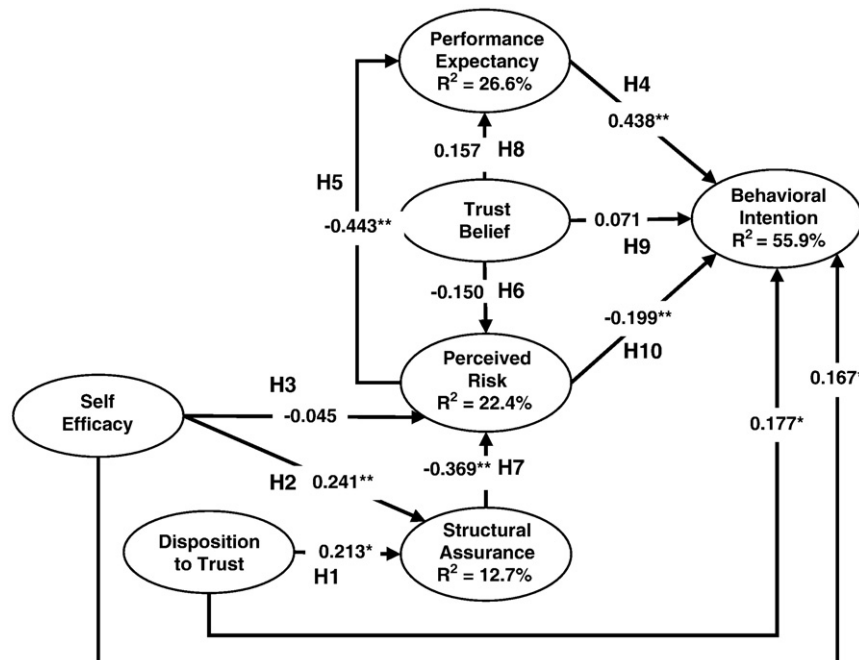 Performance
Expectancy
R² = 26.6%
H4
0.438**
0.157 H8
H5
Trust
Belief
-0.443**
0.071
H9
Behavioral
Intention
R² = 55.9%
-0.150 H6
-0.199**
H10
Perceived
Risk
R² = 22.4%
H3
-0.045
Self
Efficacy
0.167*
0.177*
H2 0.241**
-0.369** H7
Disposition
to Trust
0.213*
H1
Structural
Assurance
R² = 12.7%